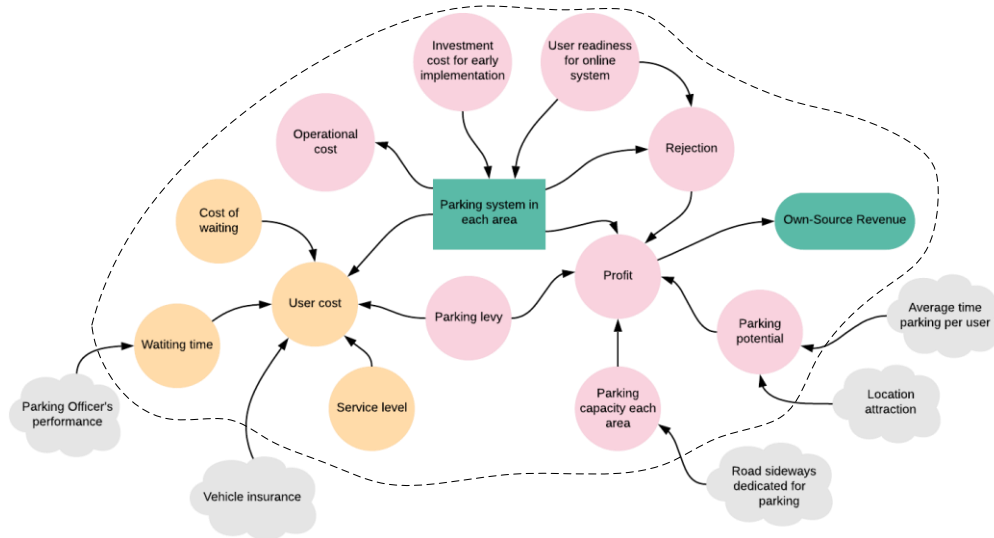 Investment
cost for early
implementation
User readiness
for online
system
Operational
cost
Rejection
Parking system in
each area
Cost of
waiting
Own-Source Revenue
Profit
User cost
Parking levy
Parking
potential
Average time
parking per user
Watiting time
Parking Officer's
performance
Service level
Parking
capacity each
area
Location
attraction
Vehicle insurance
Road sideways
dedicated for
parking